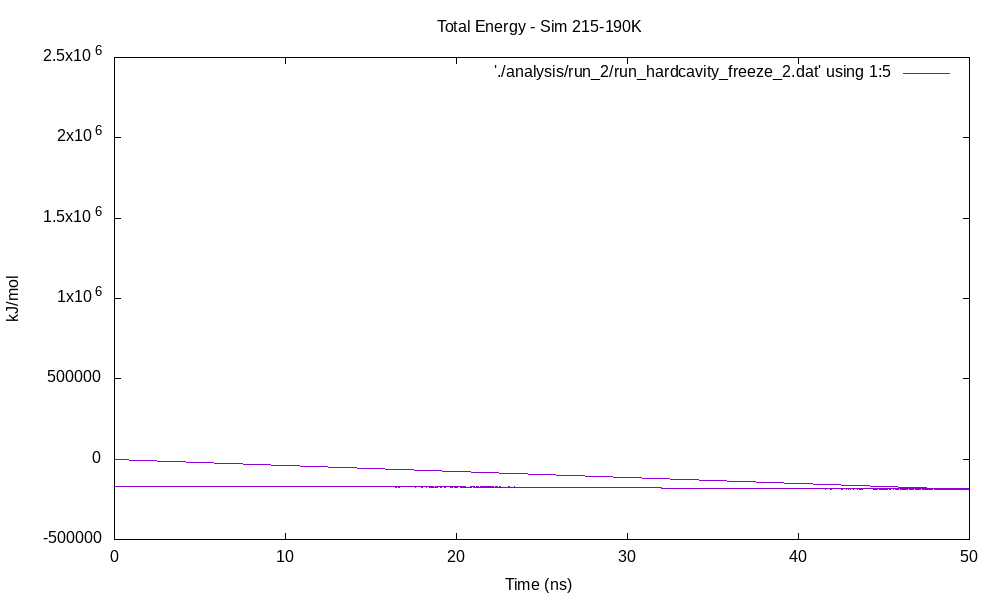 Total Energy - Sim 215-190K
'./analysis/run_2/run_hardcavity_freeze_2.dat' using 1:5
2.5x10 6
2x10 6
1.5x10 6
1x10 6
500000
0
-500000
kJ/mol
0 10 20 30 40 50
Time (ns)